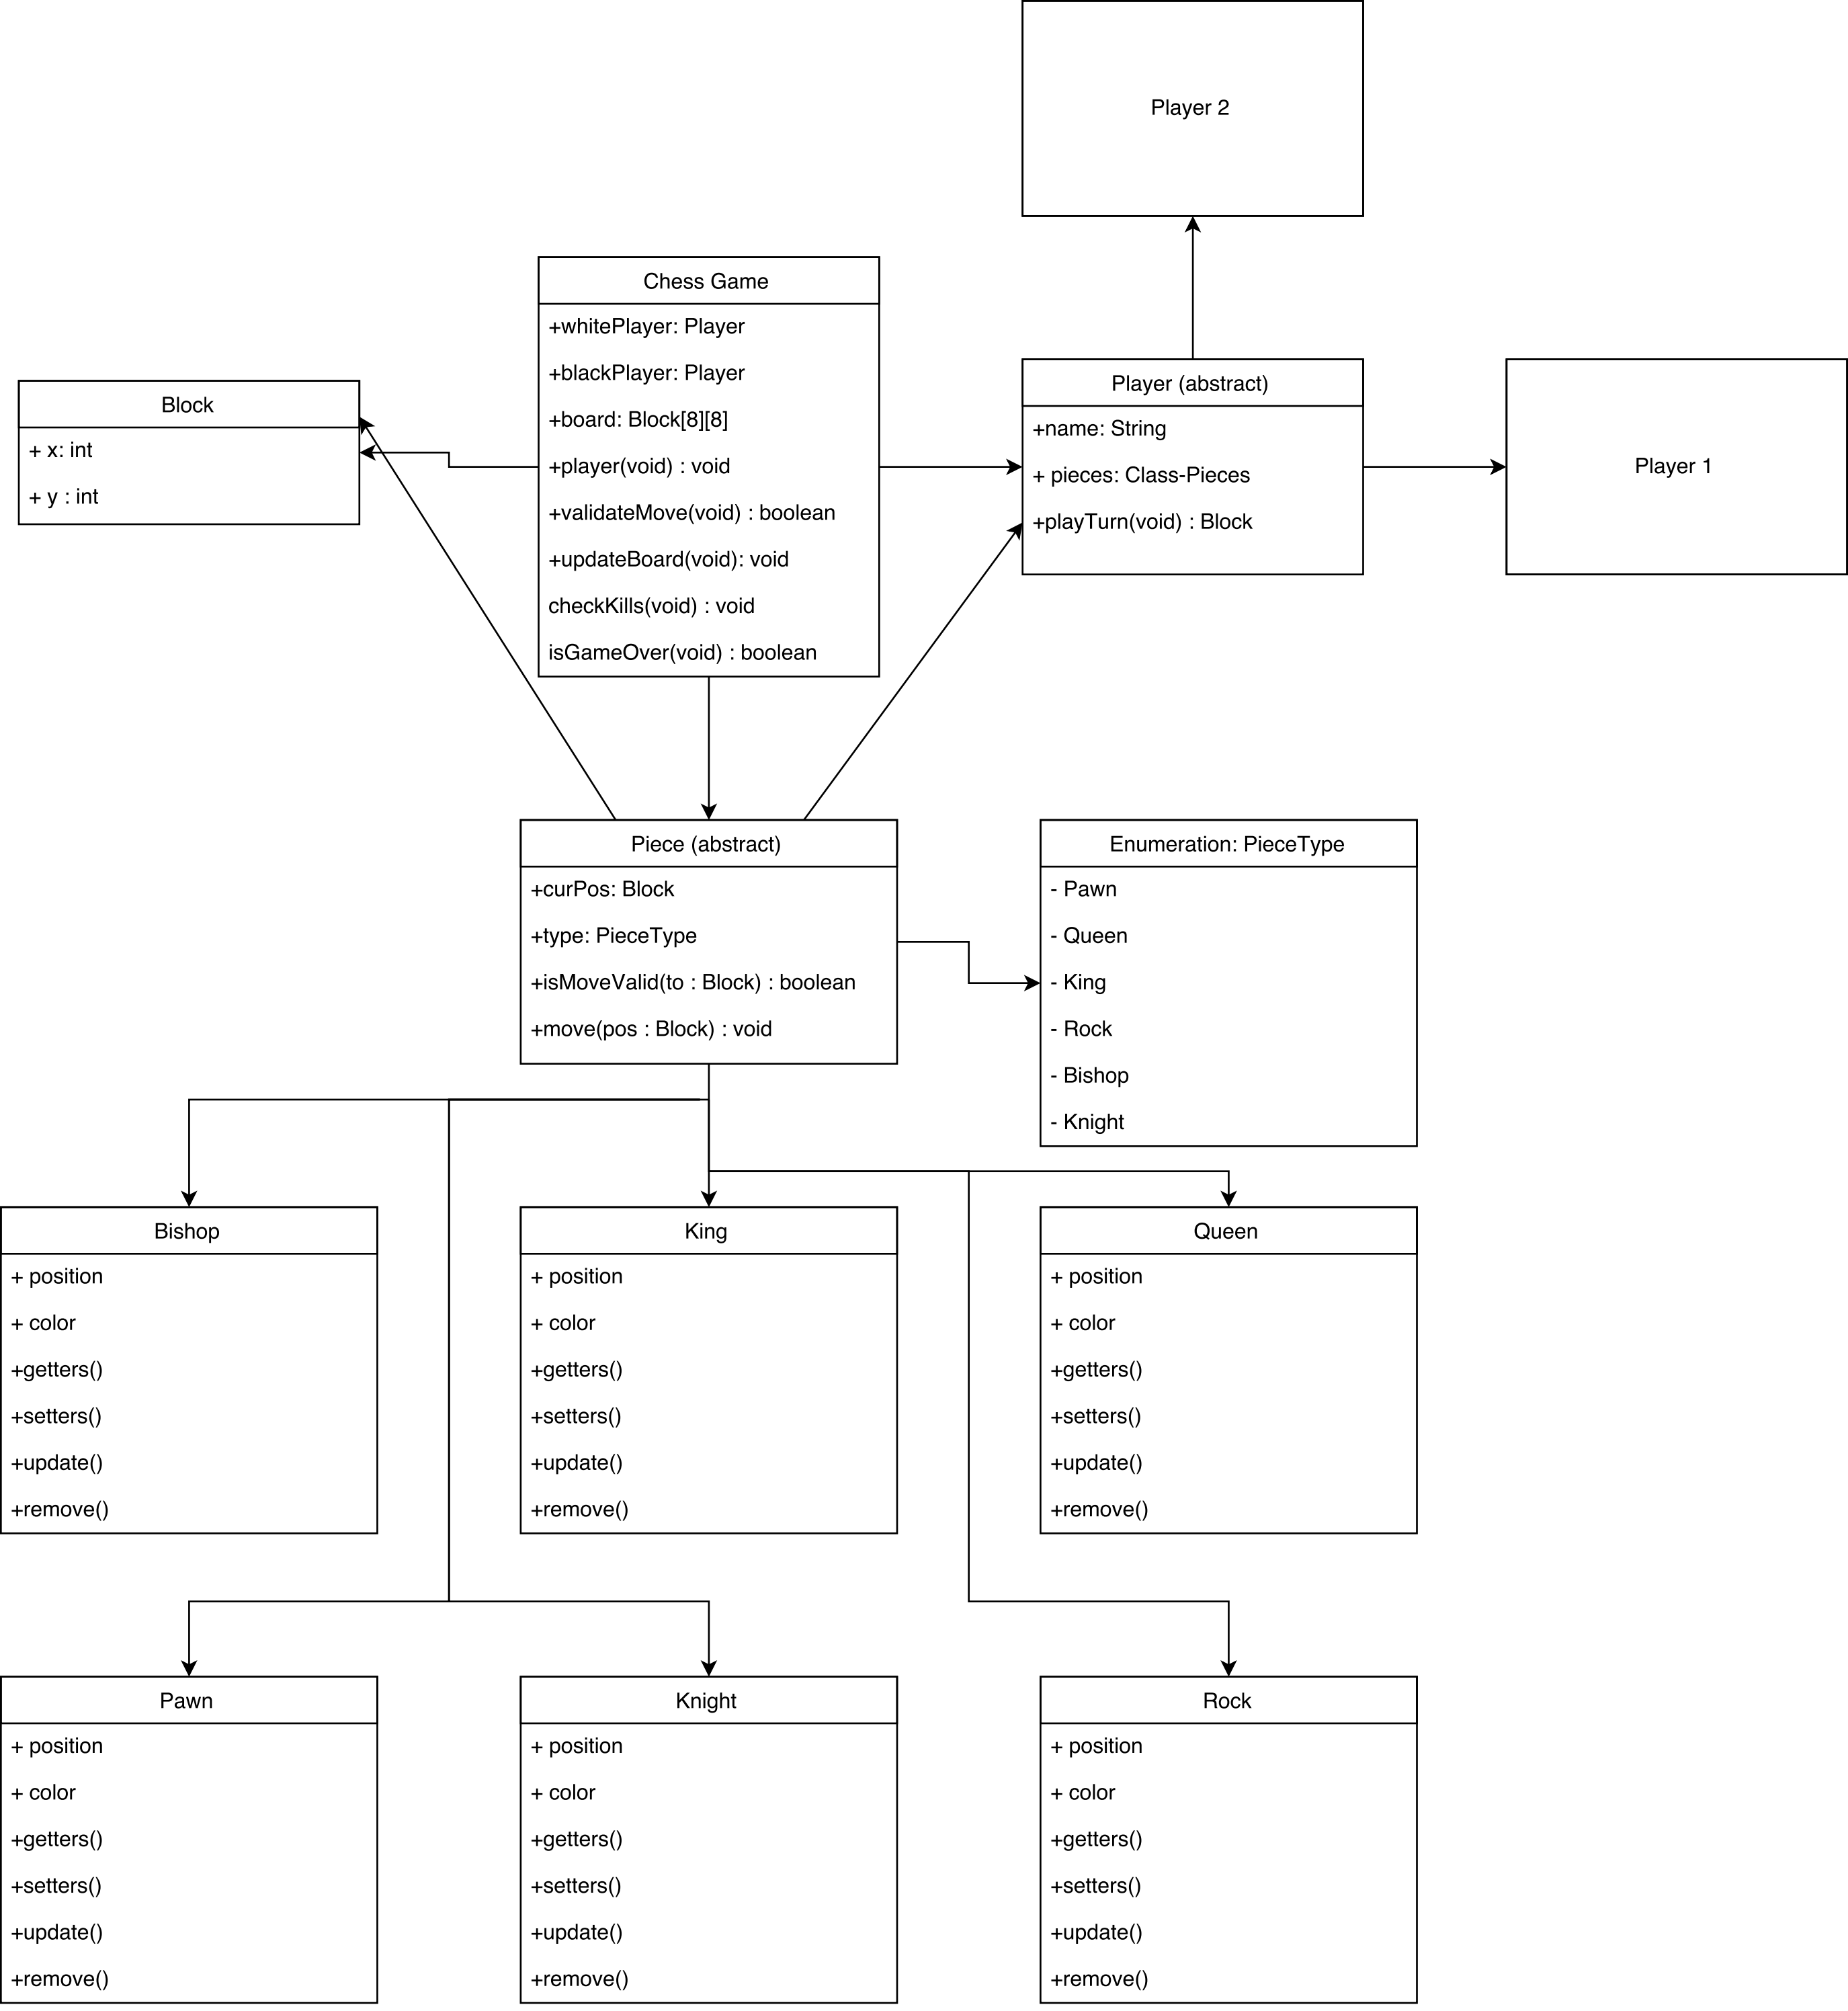 Player 2
Chess Game
+whitePlayer: Player
+blackPlayer: Player
+board: Block[8][8]
+player(void) : void
+validateMove(void) : boolean
+updateBoard(void): void
checkKills(void) : void
isGameOver(void) : boolean
Block
+ x: int
+ y : int
Player (abstract)
+name: String
+ pieces: Class-Pieces
+playTurn(void) : Block
Player 1
Piece (abstract)
+curPos: Block
+type: PieceType
+isMoveValid(to : Block) : boolean
+move(pos : Block) : void
Enumeration: PieceType
- Pawn
- Queen
- King
- Rock
- Bishop
- Knight
Bishop
+ position
+ color
+getters()
+setters()
+update()
+remove()
King
+ position
+ color
+getters()
+setters()
+update()
+remove()
Queen
+ position
+ color
+getters()
+setters()
+update()
+remove()
Pawn
+ position
+ color
+getters()
+setters()
+update()
+remove()
Knight
+ position
+ color
+getters()
+setters()
+update()
+remove()
Rock
+ position
+ color
+getters()
+setters()
+update()
+remove()